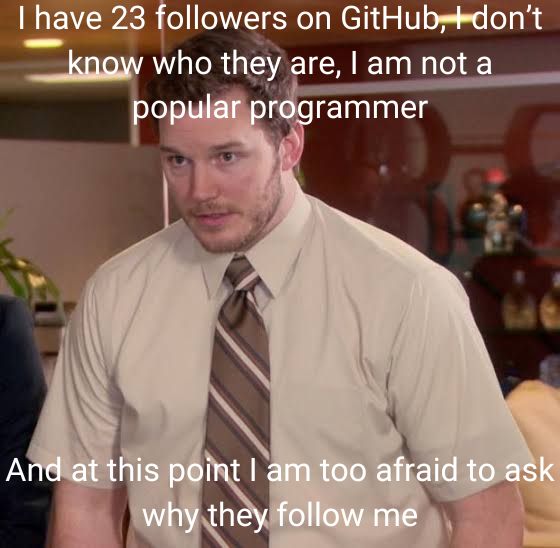 I have 23 followers on GitHub, I don’t
know who they are, I am not a
popular programmer
And at this point I am too afraid to ask
why they follow me